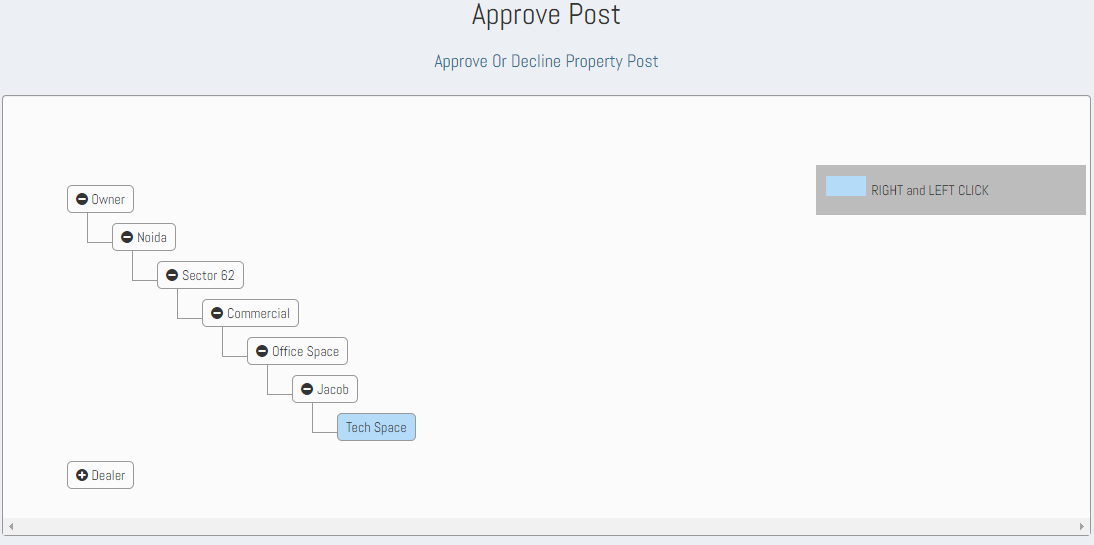 Approve Post
Approve Or Decline Property Post
RIGHT and LEFT CLICK
Owner
Noida
Sector 62
Commercial
Office Space
Jacob
Tech Space
Dealer